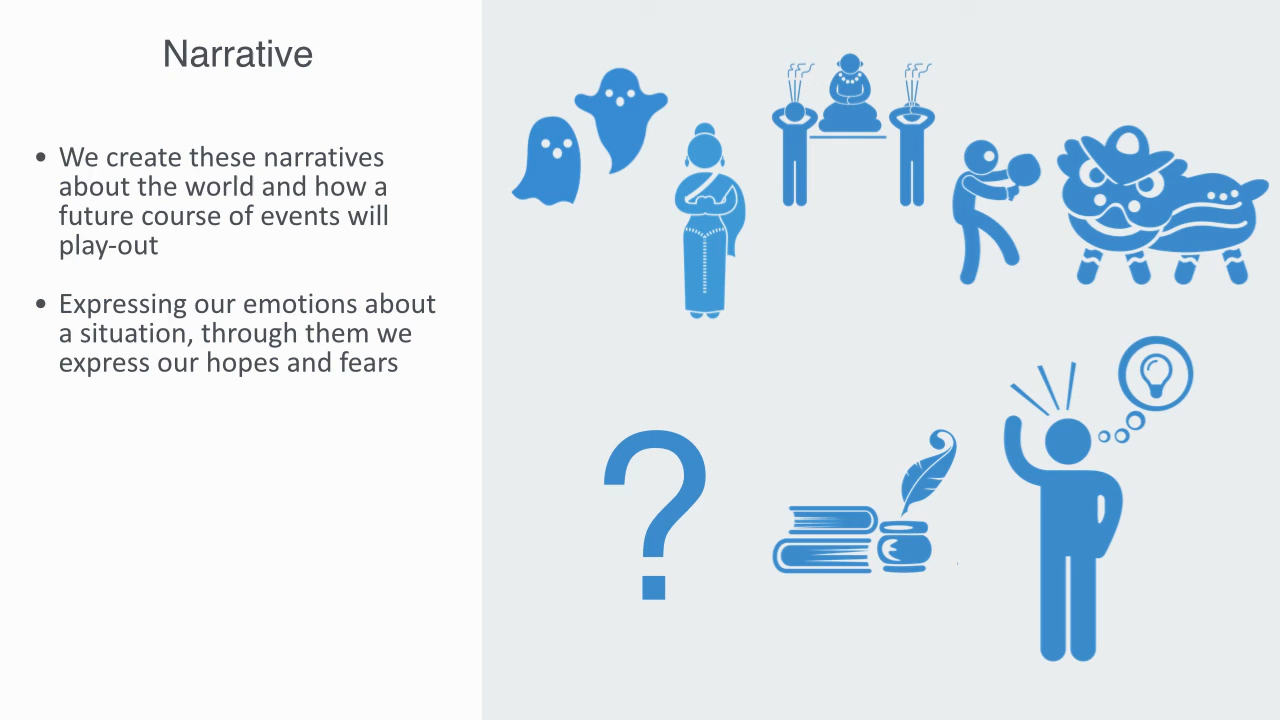 Narrative
• We create these narratives
about the world and how a
future course of events will
play-out
• Expressing our emotions about
a situation, through them we
express our hopes and fears
?